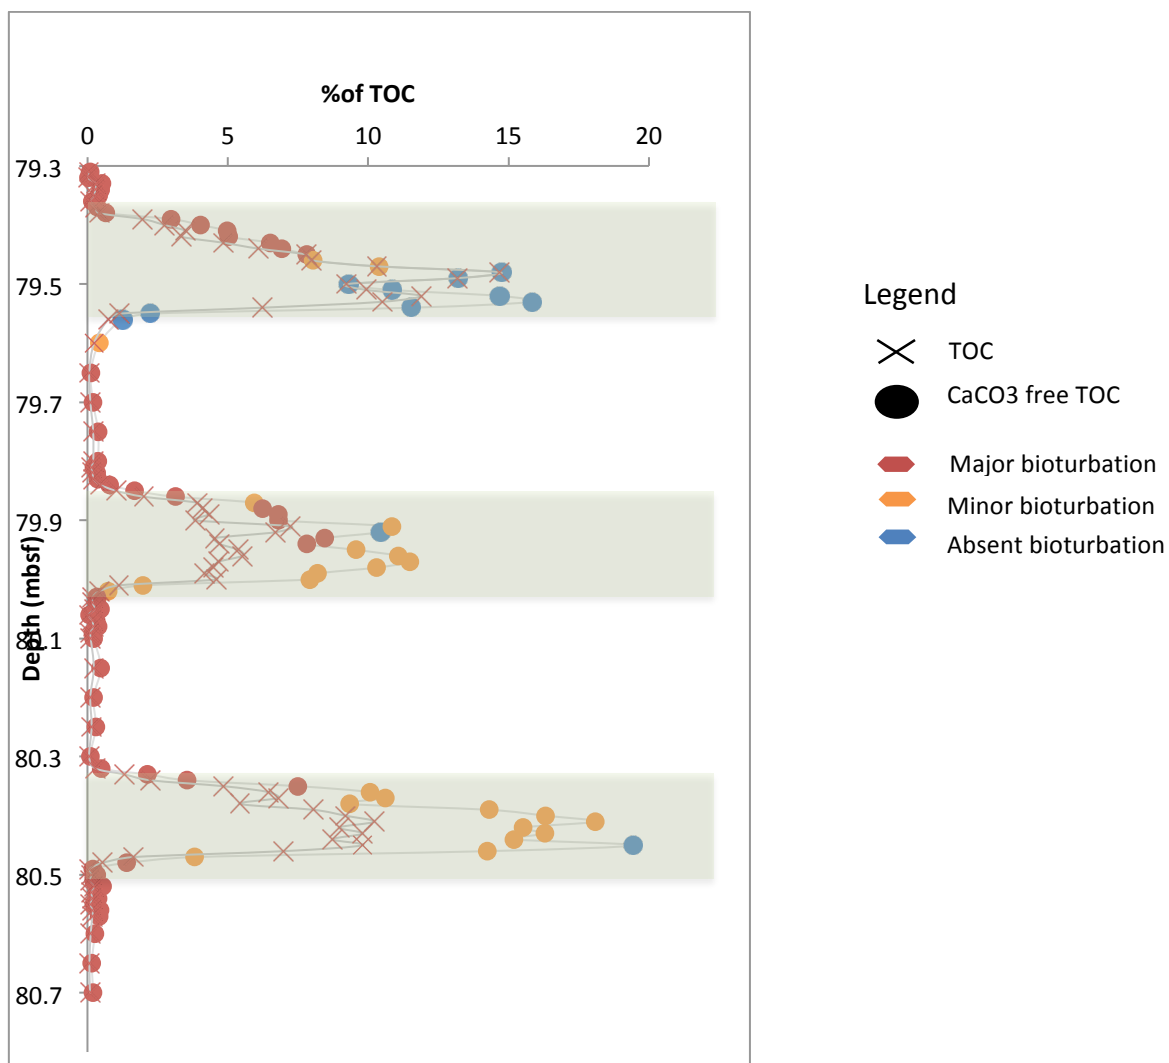 %of TOC
0 5 10 15 20
79.3
79.5
79.7
79.9
80.1
80.3
80.5
80.7
Depth (mbsf)
Legend
TOC
CaCO3 free TOC
Major bioturbation
Minor bioturbation
Absent bioturbation